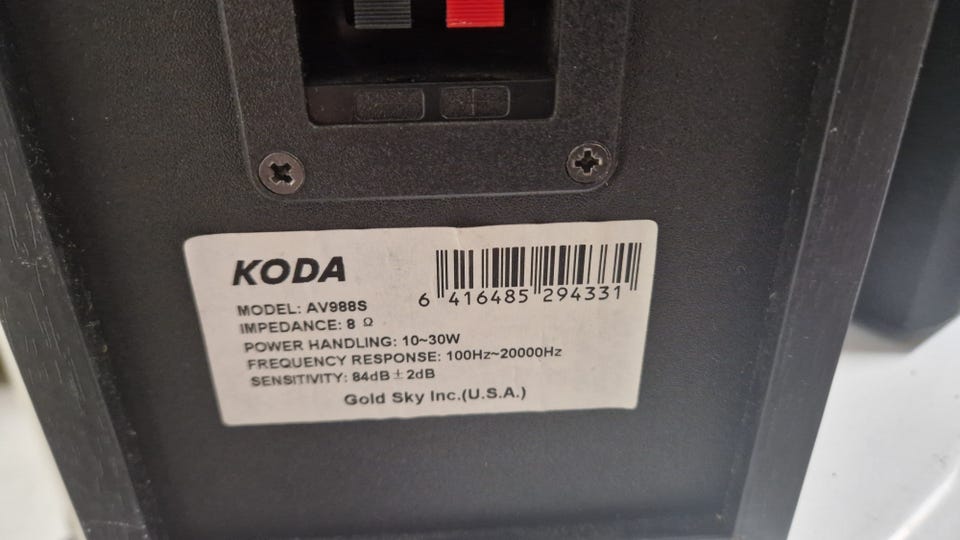 KODA
MODEL: AV988S
IMPEDANCE: 8 Ω
POWER HANDLING: 10~30W
FREQUENCY RESPONSE: 100Hz~20000Hz
SENSITIVITY: 84dB±2dB
Gold Sky Inc.(U.S.A.)
6 416485 294331